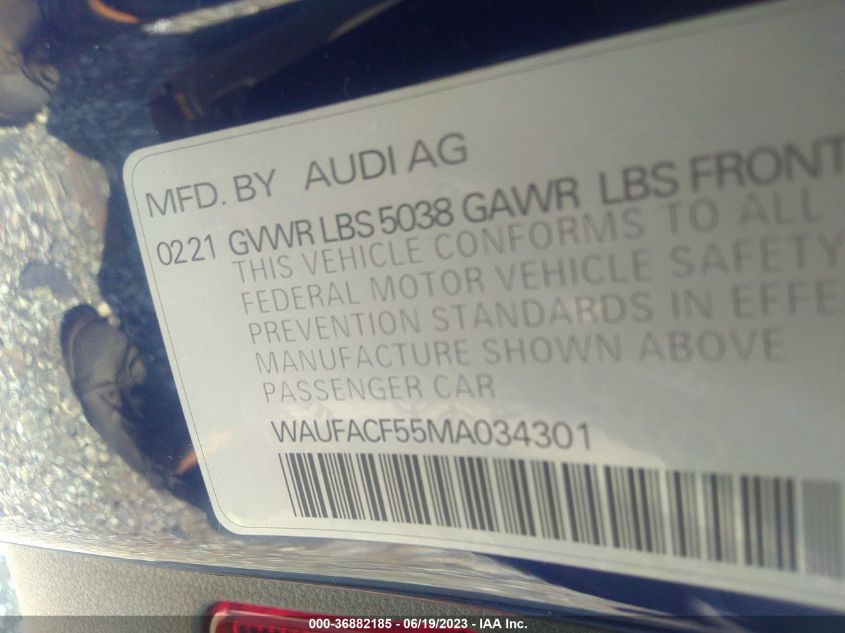 MFD. BY AUDI AG
0221 GVWR LBS 5038 GAWR LBS FRONT
THIS VEHICLE CONFORMS TO ALL
FEDERAL MOTOR VEHICLE SAFETY
PREVENTION STANDARDS IN EFFE
MANUFACTURE SHOWN ABOVE
PASSENGER CAR
WAUFACF55MA034301
000-36882185 - 06/19/2023 - IAA Inc.